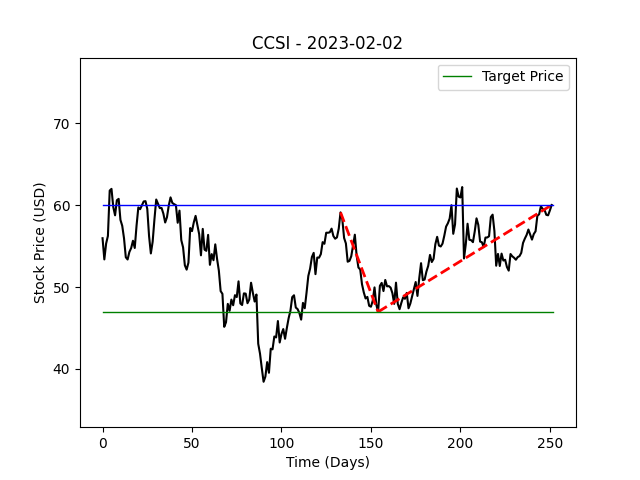 CCSI - 2023-02-02
Target Price
Stock Price (USD)
70
60
50
40
0 50 100 150 200 250
Time (Days)